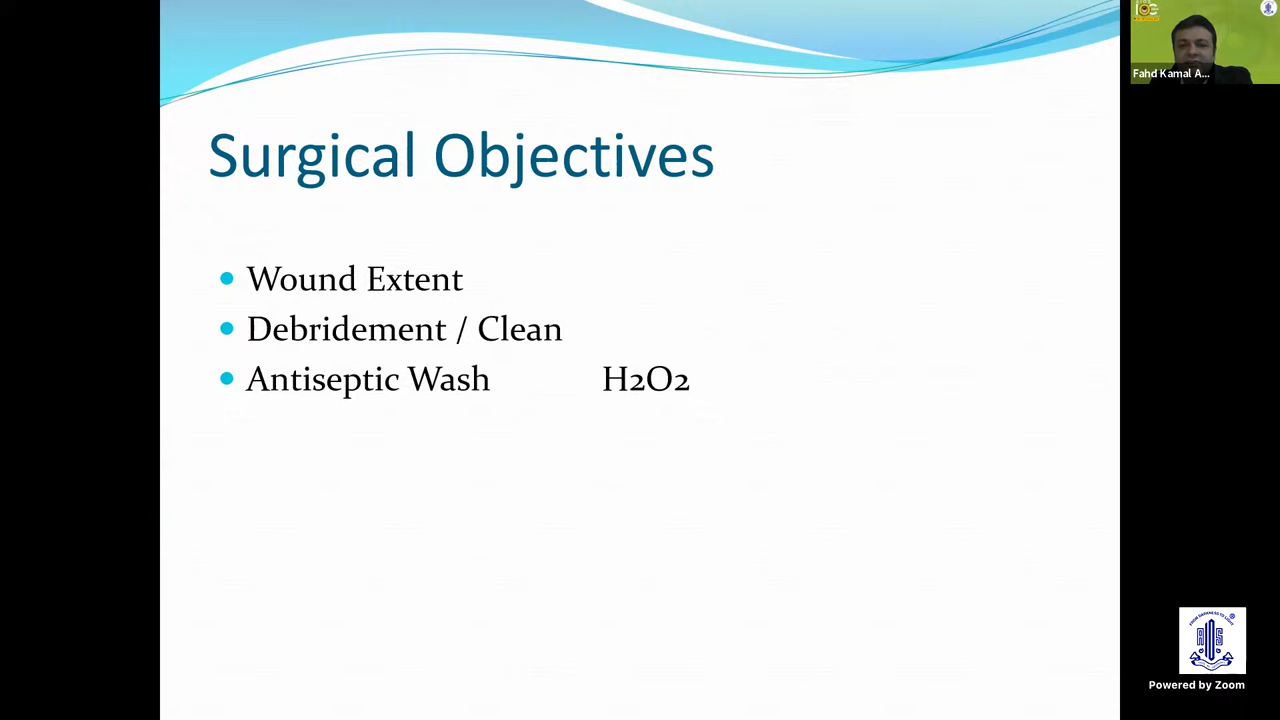 Surgical Objectives
Wound Extent
Debridement / Clean
Antiseptic Wash H2O2
Fahd Kamal A...
Powered by Zoom